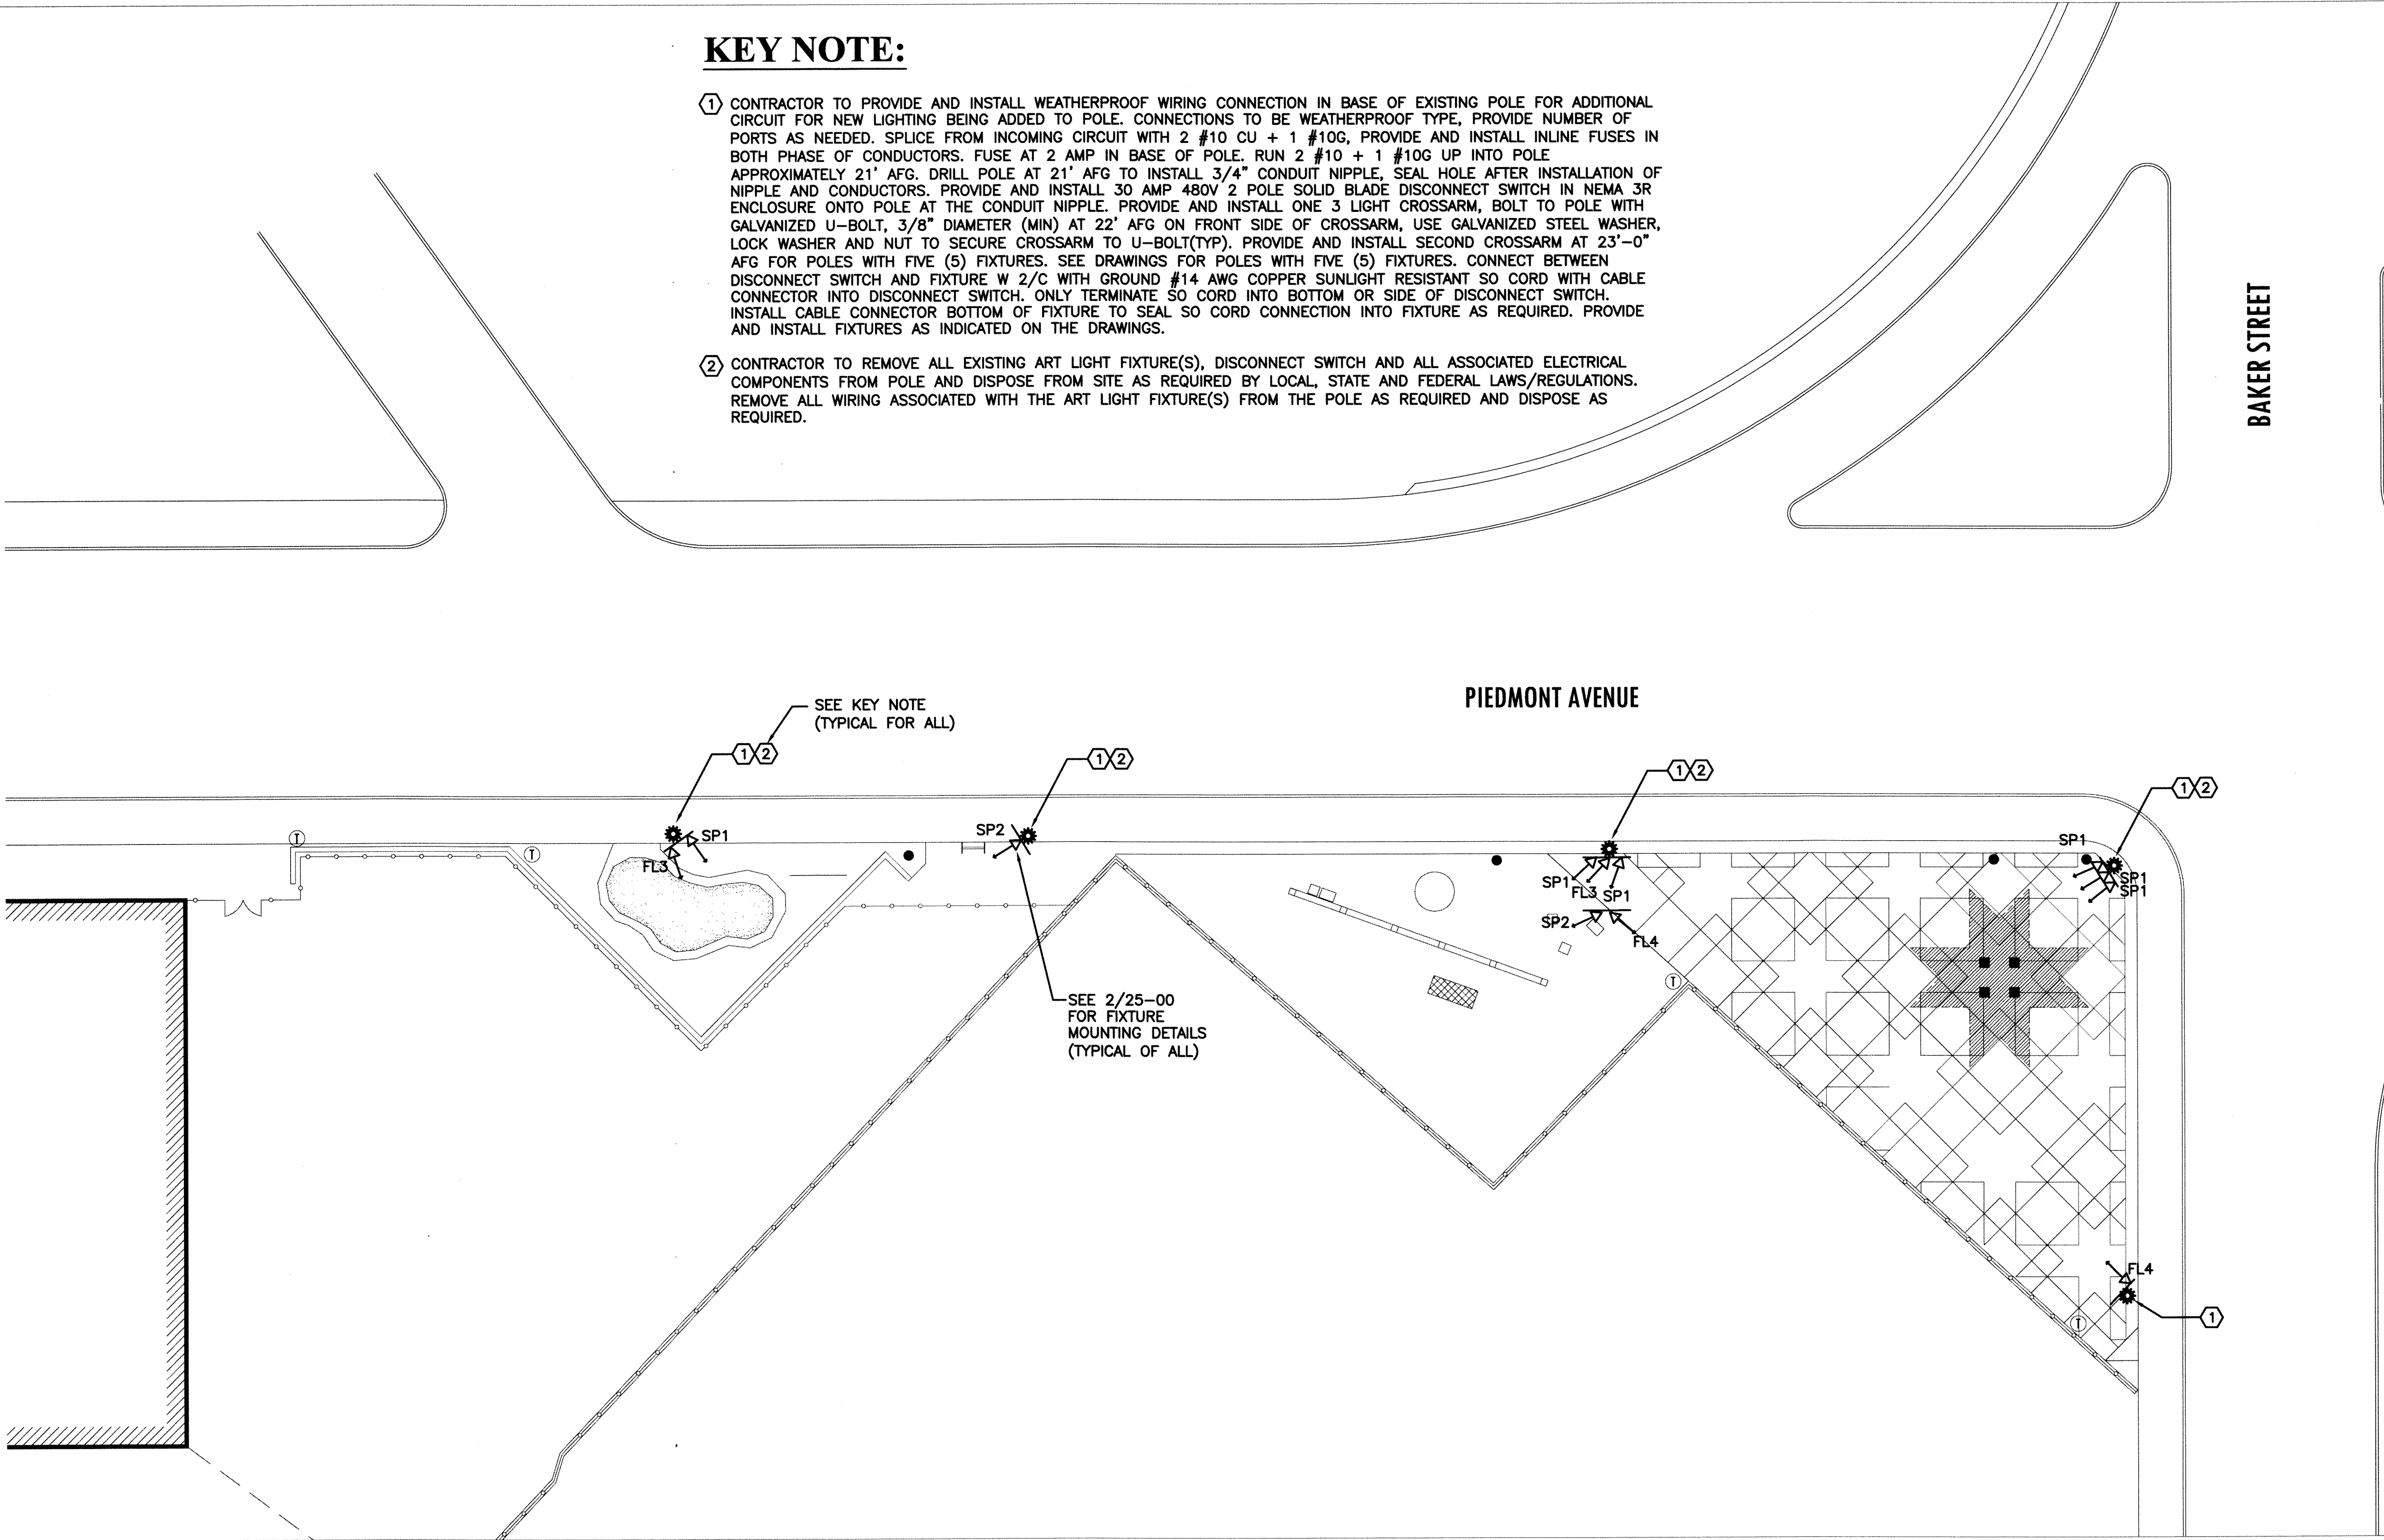 KEY NOTE:
1 CONTRACTOR TO PROVIDE AND INSTALL WEATHERPROOF WIRING CONNECTION IN BASE OF EXISTING POLE FOR ADDITIONAL
CIRCUIT FOR NEW LIGHTING BEING ADDED TO POLE. CONNECTIONS TO BE WEATHERPROOF TYPE, PROVIDE NUMBER OF
PORTS AS NEEDED. SPLICE FROM INCOMING CIRCUIT WITH 2 #10 CU + 1 #10G, PROVIDE AND INSTALL INLINE FUSES IN
BOTH PHASE OF CONDUCTORS. FUSE AT 2 AMP IN BASE OF POLE. RUN 2 #10 + 1 #10G UP INTO POLE
APPROXIMATELY 21' AFG. DRILL POLE AT 21' AFG TO INSTALL 3/4" CONDUIT NIPPLE, SEAL HOLE AFTER INSTALLATION OF
NIPPLE AND CONDUCTORS. PROVIDE AND INSTALL 30 AMP 480V 2 POLE SOLID BLADE DISCONNECT SWITCH IN NEMA 3R
ENCLOSURE ONTO POLE AT THE CONDUIT NIPPLE. PROVIDE AND INSTALL ONE 3 LIGHT CROSSARM, BOLT TO POLE WITH
GALVANIZED U-BOLT, 3/8" DIAMETER (MIN) AT 22' AFG ON FRONT SIDE OF CROSSARM, USE GALVANIZED STEEL WASHER,
LOCK WASHER AND NUT TO SECURE CROSSARM TO U-BOLT(TYP). PROVIDE AND INSTALL SECOND CROSSARM AT 23'-0"
AFG FOR POLES WITH FIVE (5) FIXTURES. SEE DRAWINGS FOR POLES WITH FIVE (5) FIXTURES. CONNECT BETWEEN
DISCONNECT SWITCH AND FIXTURE W 2/C WITH GROUND #14 AWG COPPER SUNLIGHT RESISTANT SO CORD WITH CABLE
CONNECTOR INTO DISCONNECT SWITCH. ONLY TERMINATE SO CORD INTO BOTTOM OR SIDE OF DISCONNECT SWITCH.
INSTALL CABLE CONNECTOR BOTTOM OF FIXTURE TO SEAL SO CORD CONNECTION INTO FIXTURE AS REQUIRED. PROVIDE
AND INSTALL FIXTURES AS INDICATED ON THE DRAWINGS.
2 CONTRACTOR TO REMOVE ALL EXISTING ART LIGHT FIXTURE(S), DISCONNECT SWITCH AND ALL ASSOCIATED ELECTRICAL
COMPONENTS FROM POLE AND DISPOSE FROM SITE AS REQUIRED BY LOCAL, STATE AND FEDERAL LAWS/REGULATIONS.
REMOVE ALL WIRING ASSOCIATED WITH THE ART LIGHT FIXTURE(S) FROM THE POLE AS REQUIRED AND DISPOSE AS
REQUIRED.
BAKER STREET
PIEDMONT AVENUE
SEE KEY NOTE
(TYPICAL FOR ALL)
1 2
1 2
1 2
1 2
T
T
SP1
FL3
SP2
SP1
FL3
SP1
SP2
FL4
SP1
SP1
SP1
T
SEE 2/25-00
FOR FIXTURE
MOUNTING DETAILS
(TYPICAL OF ALL)
FL4
1
T